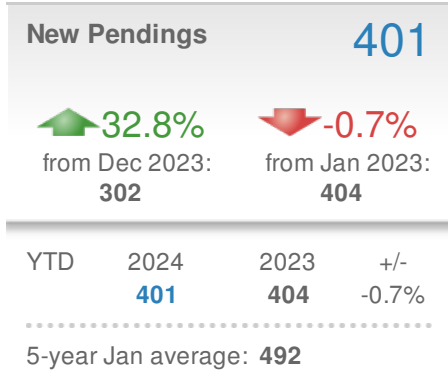 New Pendings 401
32.8% -0.7%
from Dec 2023: from Jan 2023:
302 404
YTD 2024 2023 +/-
401 404 -0.7%
5-year Jan average: 492